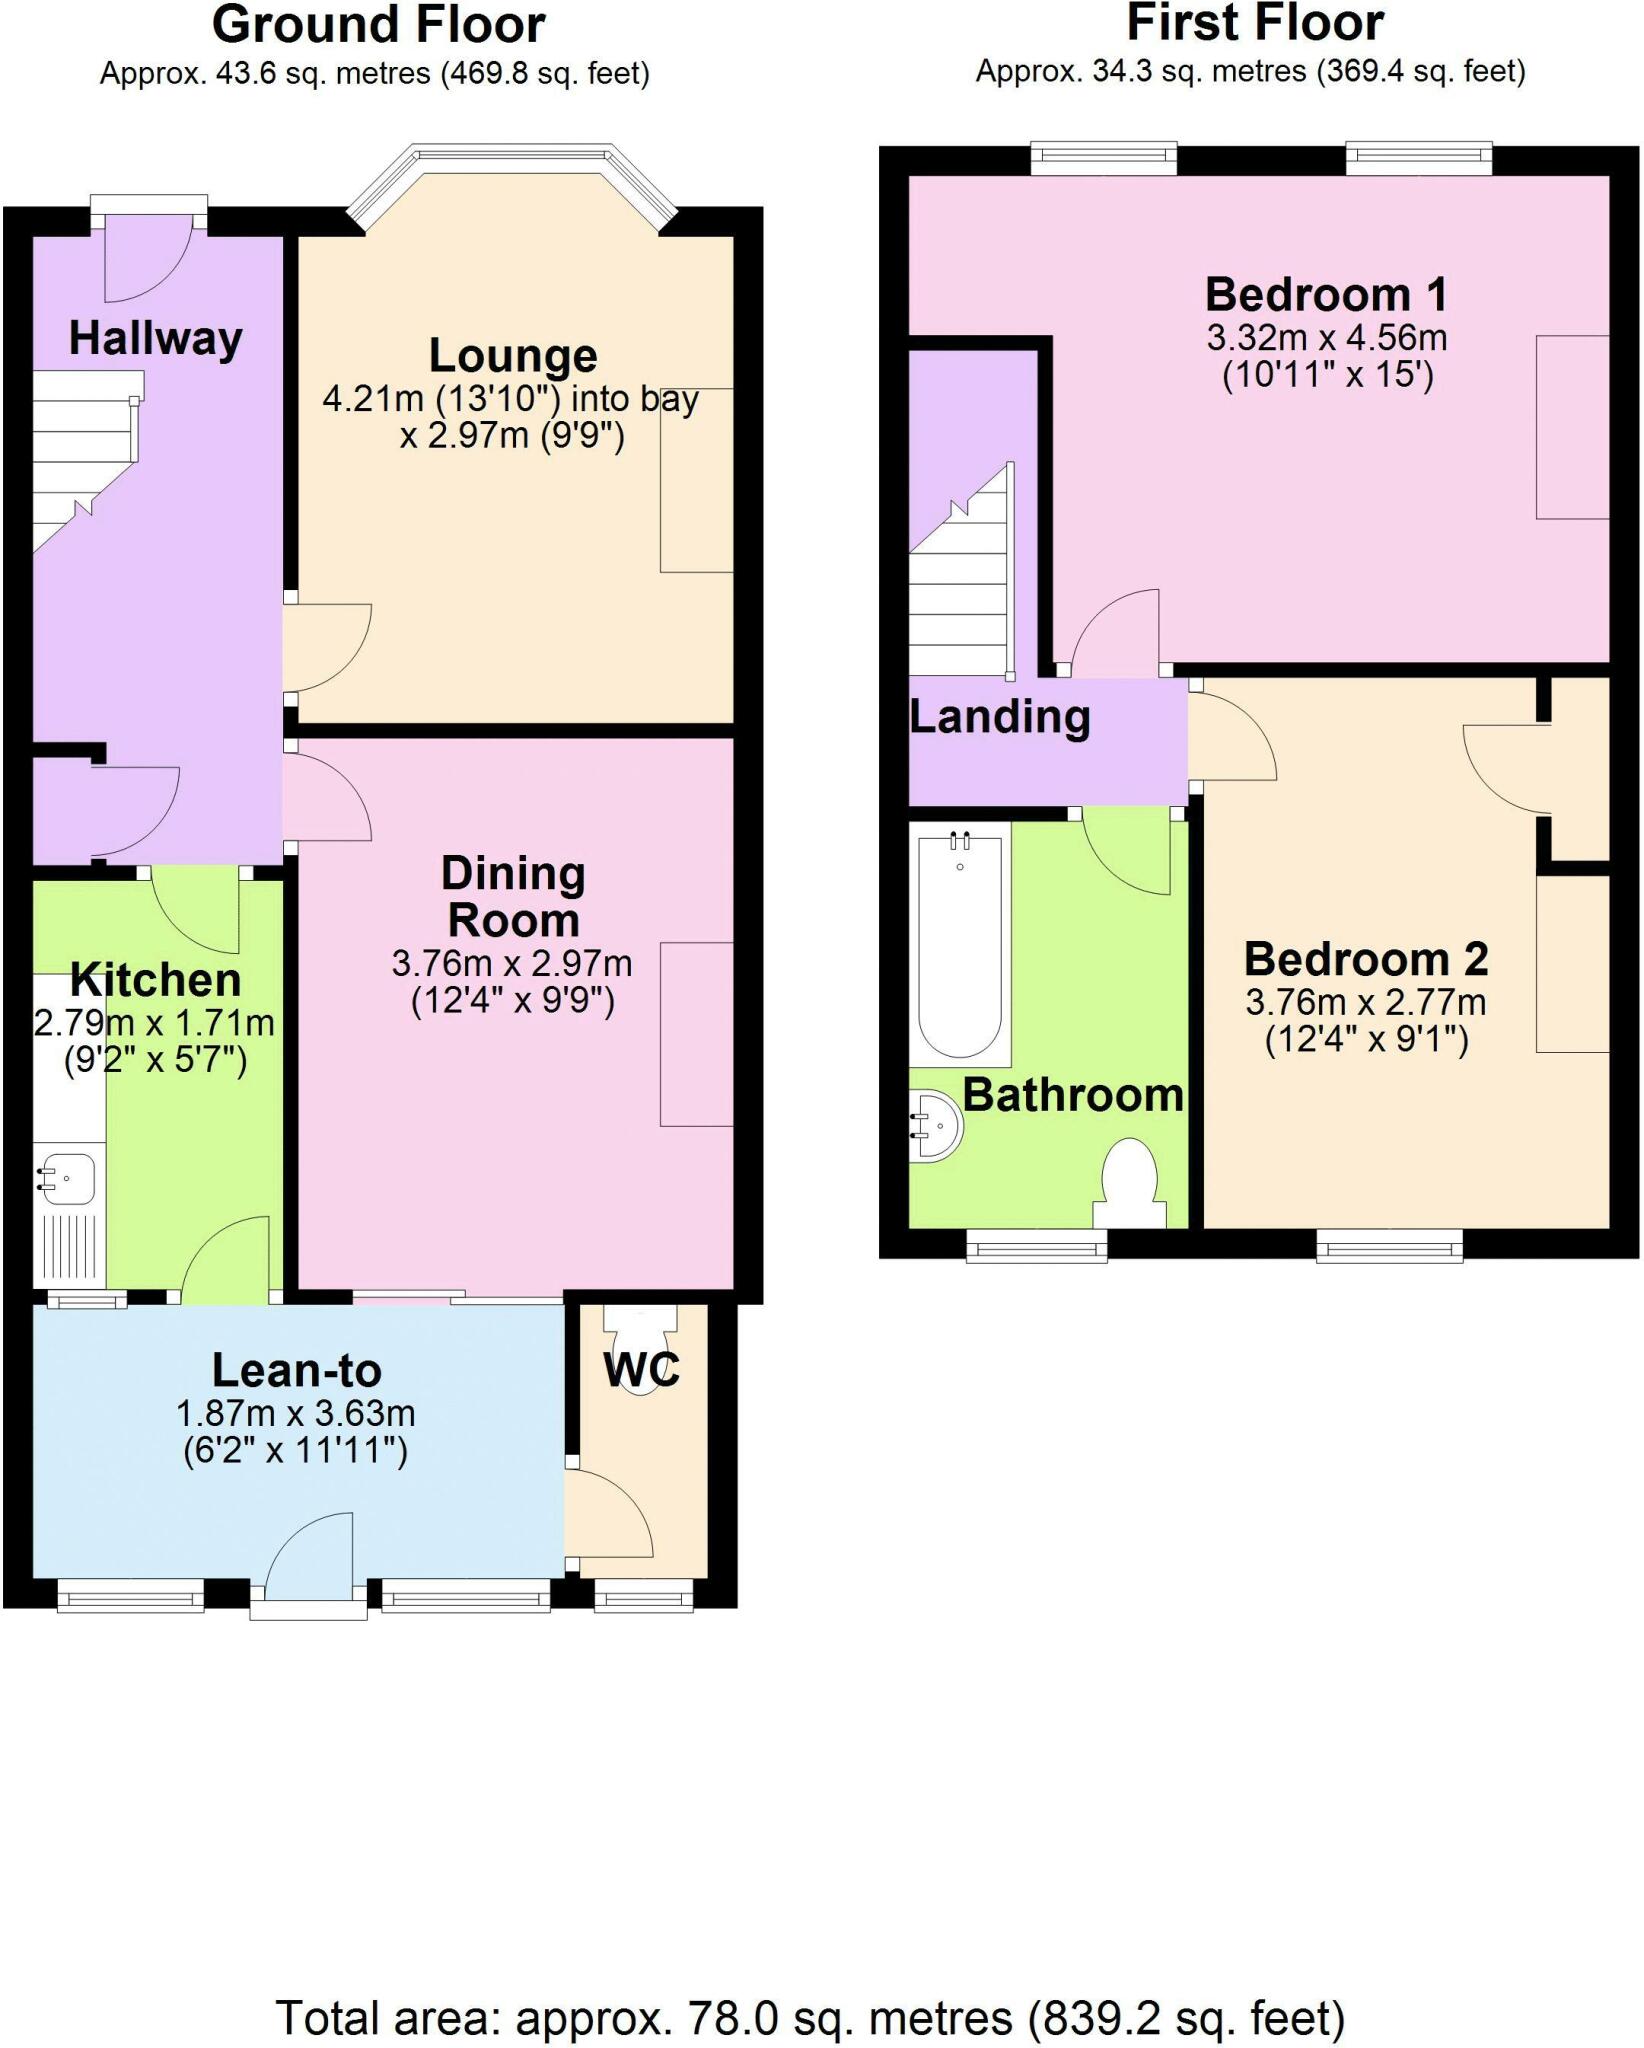 Ground Floor
Approx. 43.6 sq. metres (469.8 sq. feet)
Hallway
Lounge
4.21m (13'10") into bay
x 2.97m (9'9")
Dining
Room
3.76m x 2.97m
(12'4" x 9'9")
Kitchen
2.79m x 1.71m
(9'2" x 5'7")
Lean-to
1.87m x 3.63m
(6'2" x 11'11")
WC
First Floor
Approx. 34.3 sq. metres (369.4 sq. feet)
Bedroom 1
3.32m x 4.56m
(10'11" x 15')
Landing
Bedroom 2
3.76m x 2.77m
(12'4" x 9'1")
Bathroom
Total area: approx. 78.0 sq. metres (839.2 sq. feet)